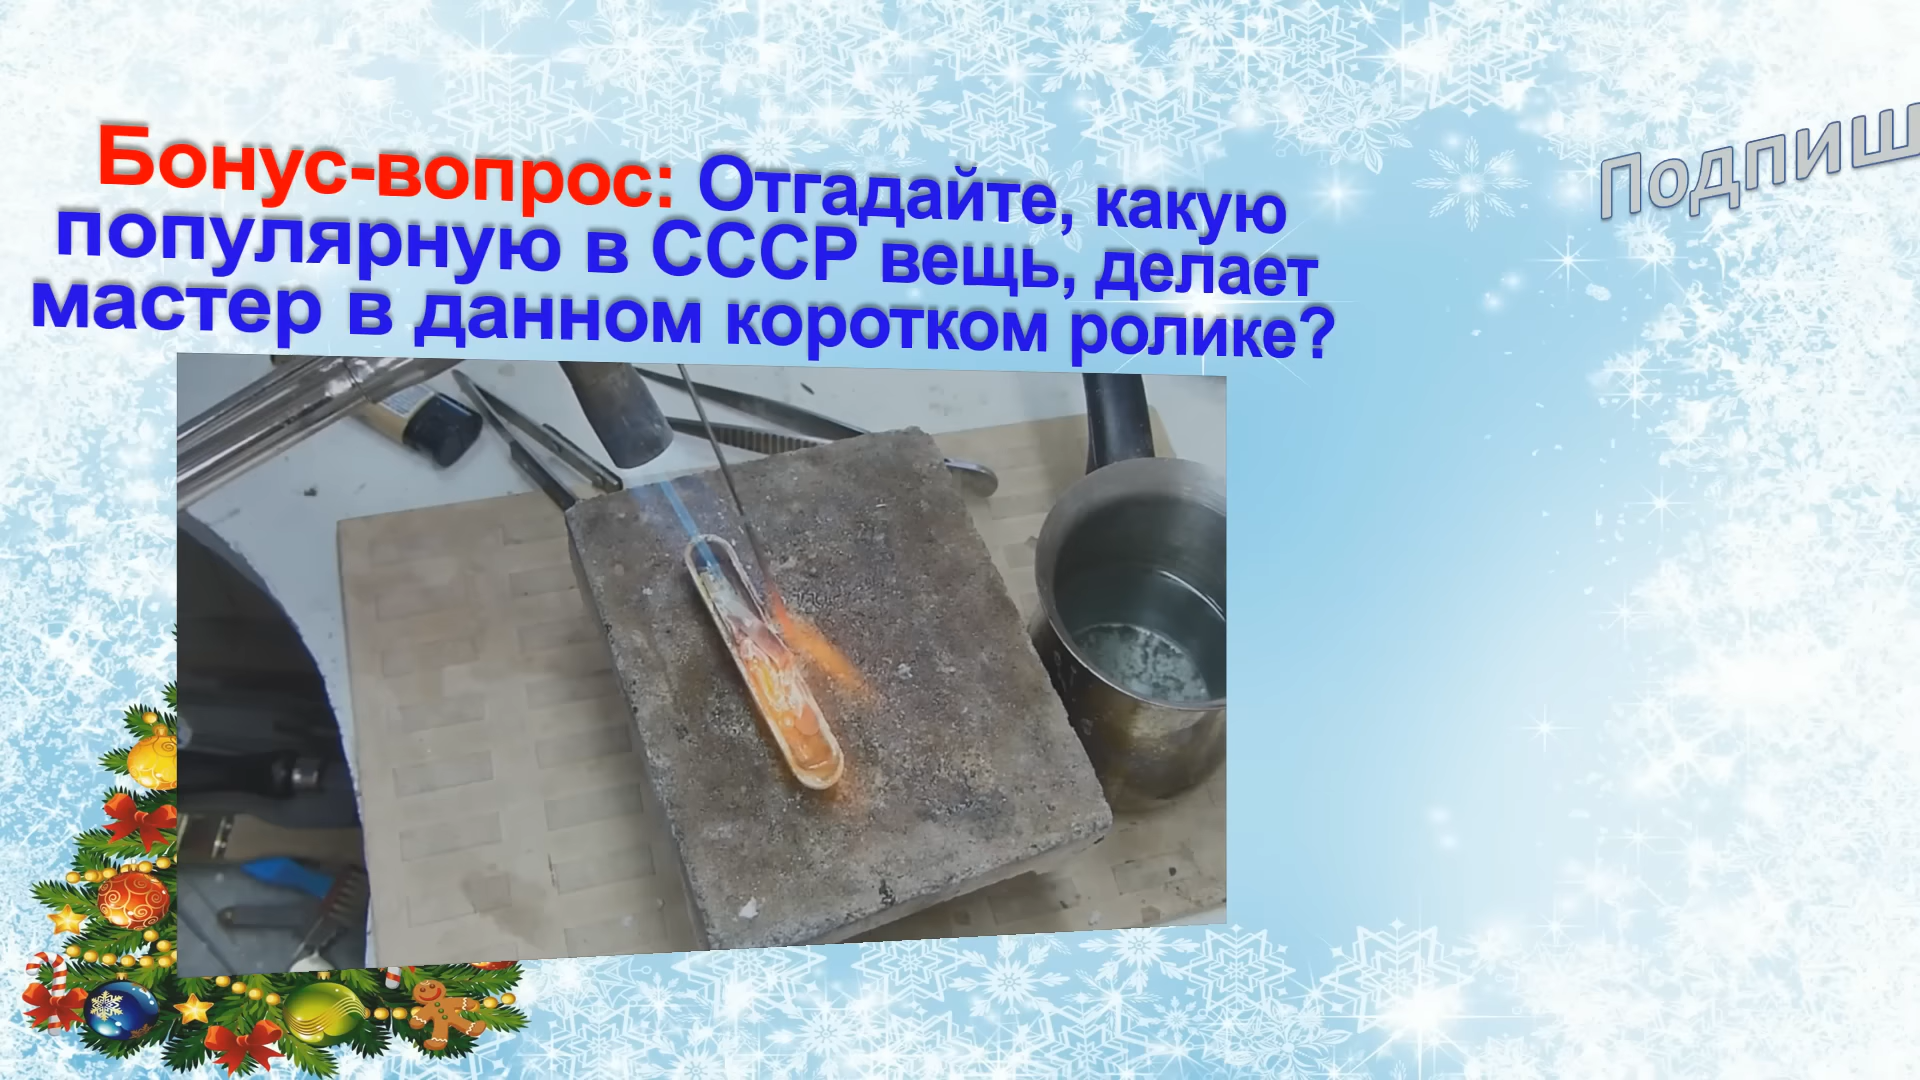 Бонус-вопрос: Отгадайте, какую
популярную в СССР вещь, делает
мастер в данном коротком ролике?
Подпиш